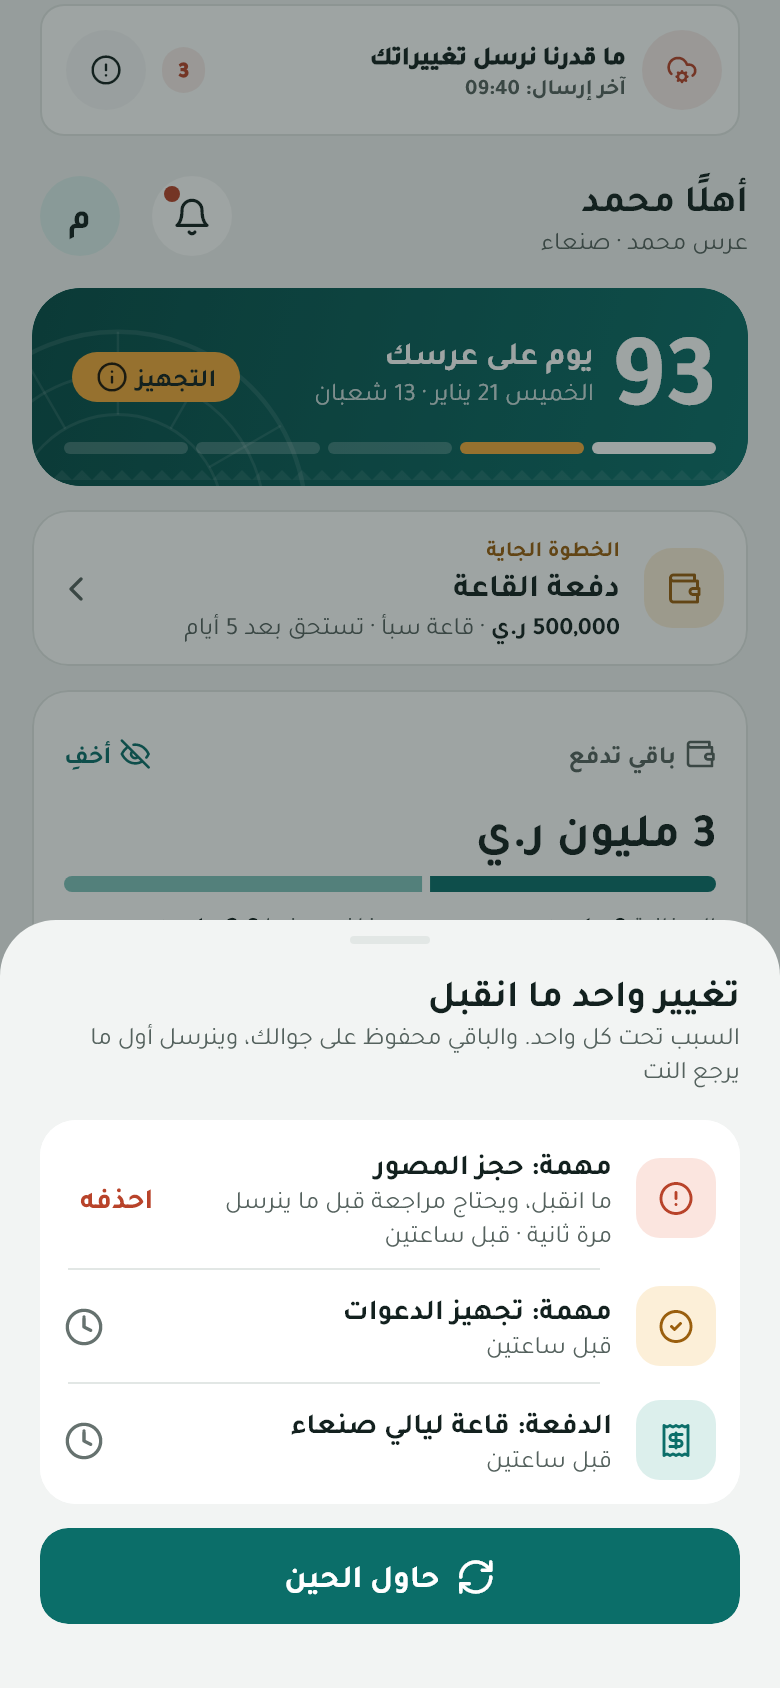 ما قدرنا نرسل تغييراتك
آخر إرسال: 09:40
3
أهلًا محمد
عرس محمد · صنعاء
م
93
يوم على عرسك
الخميس 21 يناير · 13 شعبان
التجهيز
الخطوة الجاية
دفعة القاعة
500,000 ر.ي · قاعة سبأ · تستحق بعد 5 أيام
باقي تدفع
أخفِ
3 مليون ر.ي
تغيير واحد ما انقبل
السبب تحت كل واحد. والباقي محفوظ على جوالك، وينرسل أول ما
يرجع النت
مهمة: حجز المصور
ما انقبل، ويحتاج مراجعة قبل ما ينرسل
مرة ثانية · قبل ساعتين
احذفه
مهمة: تجهيز الدعوات
قبل ساعتين
الدفعة: قاعة ليالي صنعاء
قبل ساعتين
حاول الحين